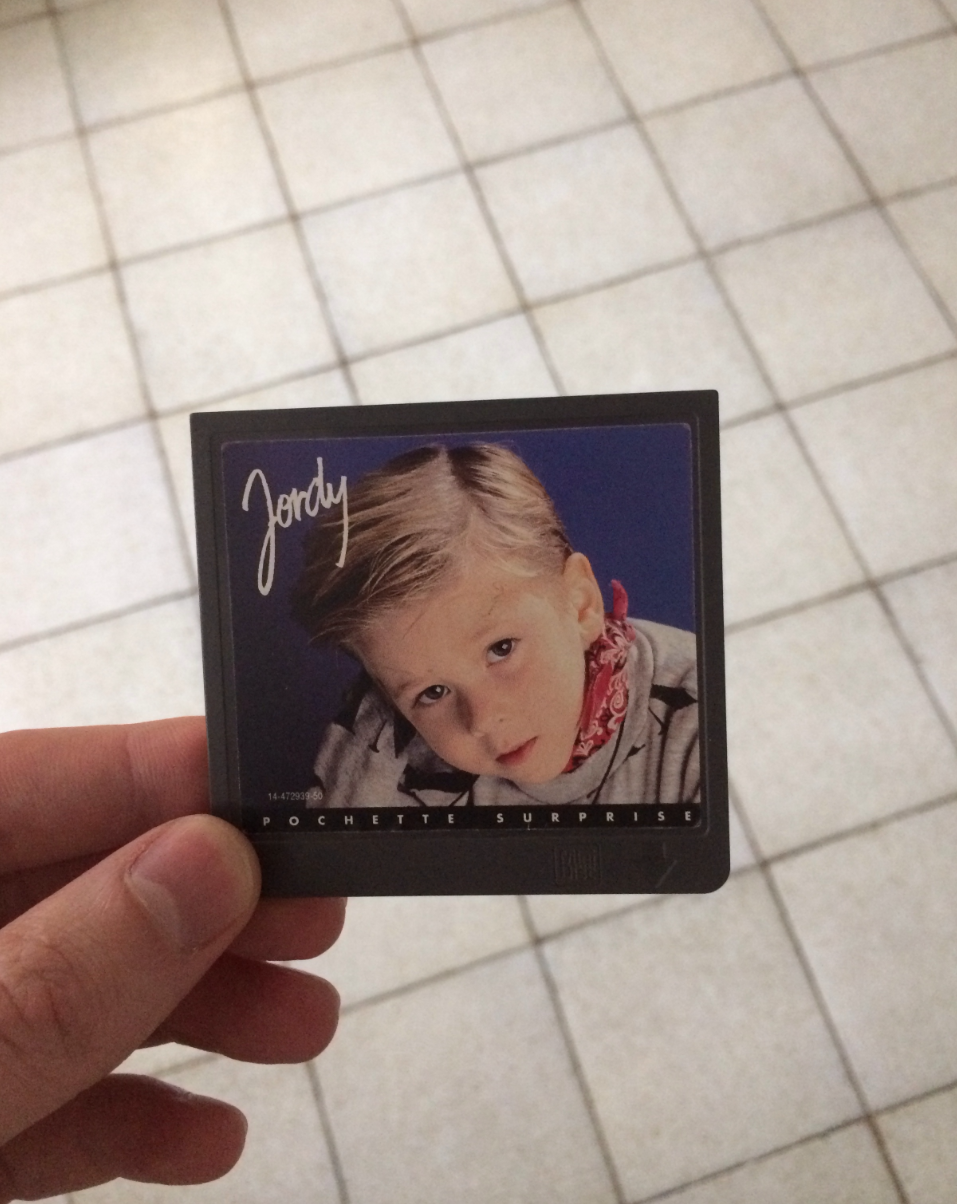 Jordy
14-472939-50
POCHETTE SURPRISE